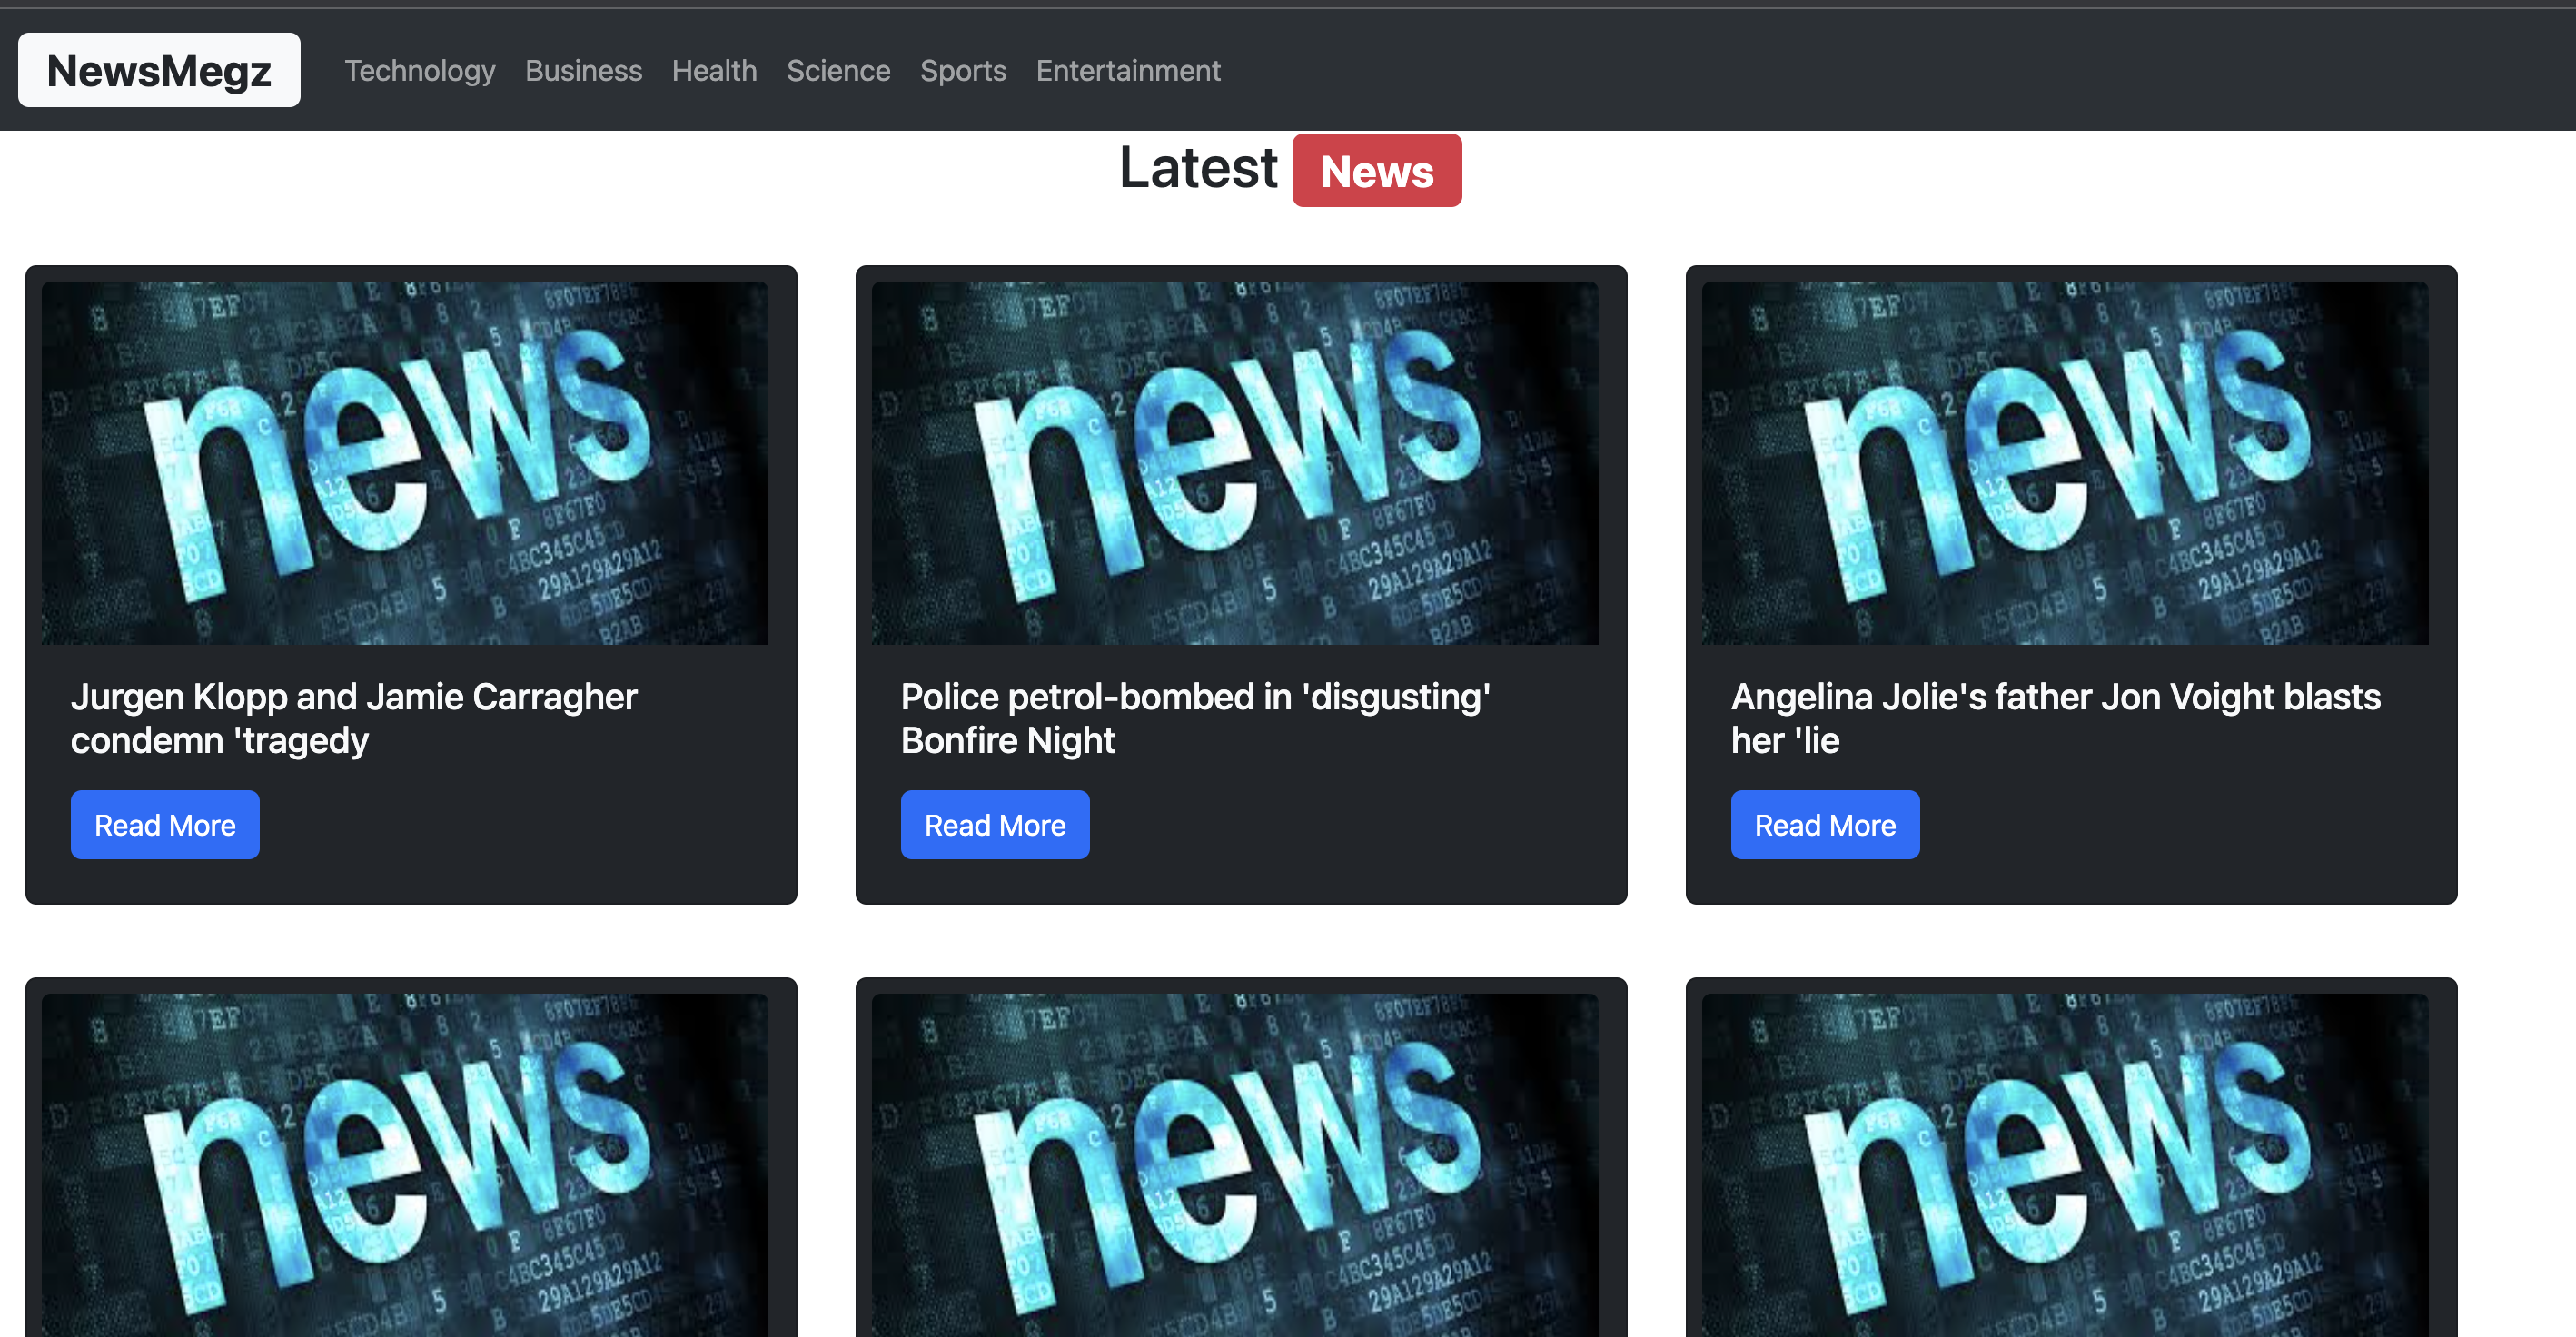 NewsMegz Technology Business Health Science Sports Entertainment
Latest News
news
news
news
Jurgen Klopp and Jamie Carragher
condemn 'tragedy
Read More
Police petrol-bombed in 'disgusting'
Bonfire Night
Read More
Angelina Jolie's father Jon Voight blasts
her 'lie
Read More
news
news
news